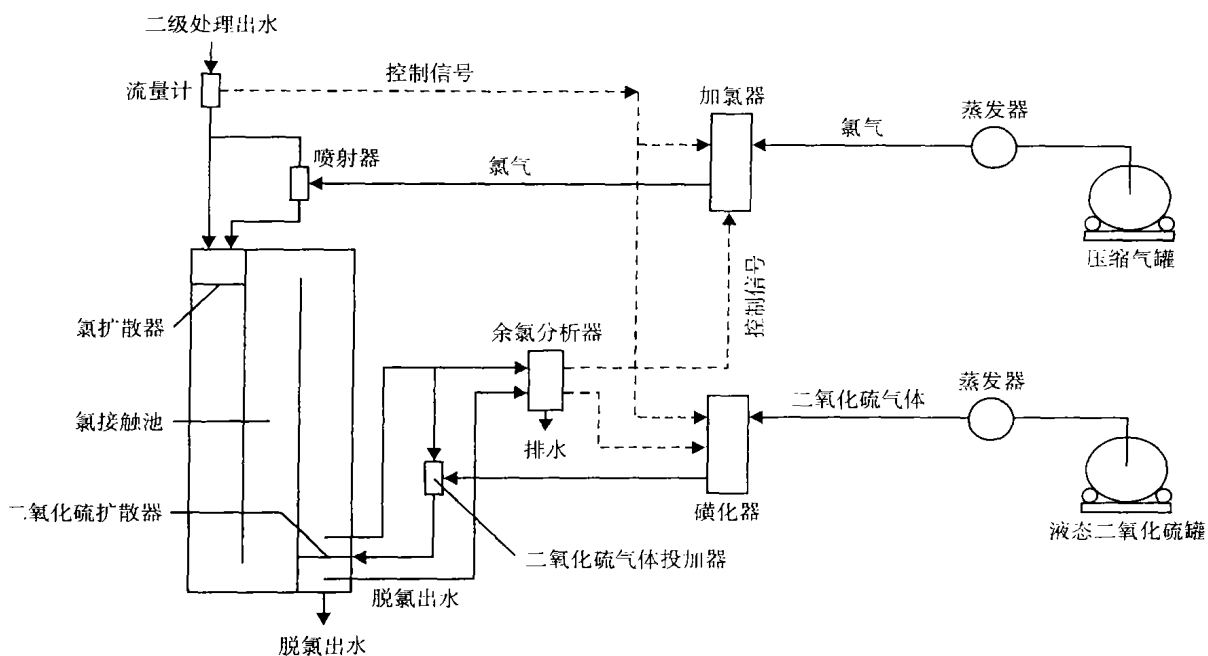 二级处理出水
流量计
控制信号
加氯器
蒸发器
氯气
喷射器
氯气
压缩气罐
控制信号
氯扩散器
余氯分析器
蒸发器
二氧化硫气体
氯接触池
排水
磺化器
二氧化硫扩散器
液态二氧化硫罐
二氧化硫气体投加器
脱氯出水
脱氯出水